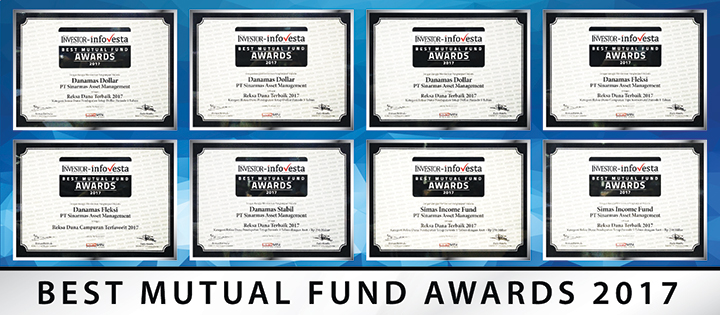 INVESTOR-infovesta
BEST MUTUAL FUND
AWARDS
2017
Danamas Dollar
PT Sinarmas Asset Management
Reksa Dana Terbaik 2017
INVESTOR-infovesta
BEST MUTUAL FUND
AWARDS
2017
Danamas Dollar
PT Sinarmas Asset Management
Reksa Dana Terbaik 2017
INVESTOR-infovesta
BEST MUTUAL FUND
AWARDS
2017
Danamas Dollar
PT Sinarmas Asset Management
Reksa Dana Terbaik 2017
INVESTOR-infovesta
BEST MUTUAL FUND
AWARDS
2017
Danamas Fleksi
PT Sinarmas Asset Management
Reksa Dana Terbaik 2017
INVESTOR-infovesta
BEST MUTUAL FUND
AWARDS
2017
Danamas Fleksi
PT Sinarmas Asset Management
Reksa Dana Campuran Terfavorit 2017
INVESTOR-infovesta
BEST MUTUAL FUND
AWARDS
2017
Danamas Stabil
PT Sinarmas Asset Management
Reksa Dana Terbaik 2017
INVESTOR-infovesta
BEST MUTUAL FUND
AWARDS
2017
Simas Income Fund
PT Sinarmas Asset Management
Reksa Dana Terbaik 2017
INVESTOR-infovesta
BEST MUTUAL FUND
AWARDS
2017
Simas Income Fund
PT Sinarmas Asset Management
Reksa Dana Terbaik 2017
BEST MUTUAL FUND AWARDS 2017